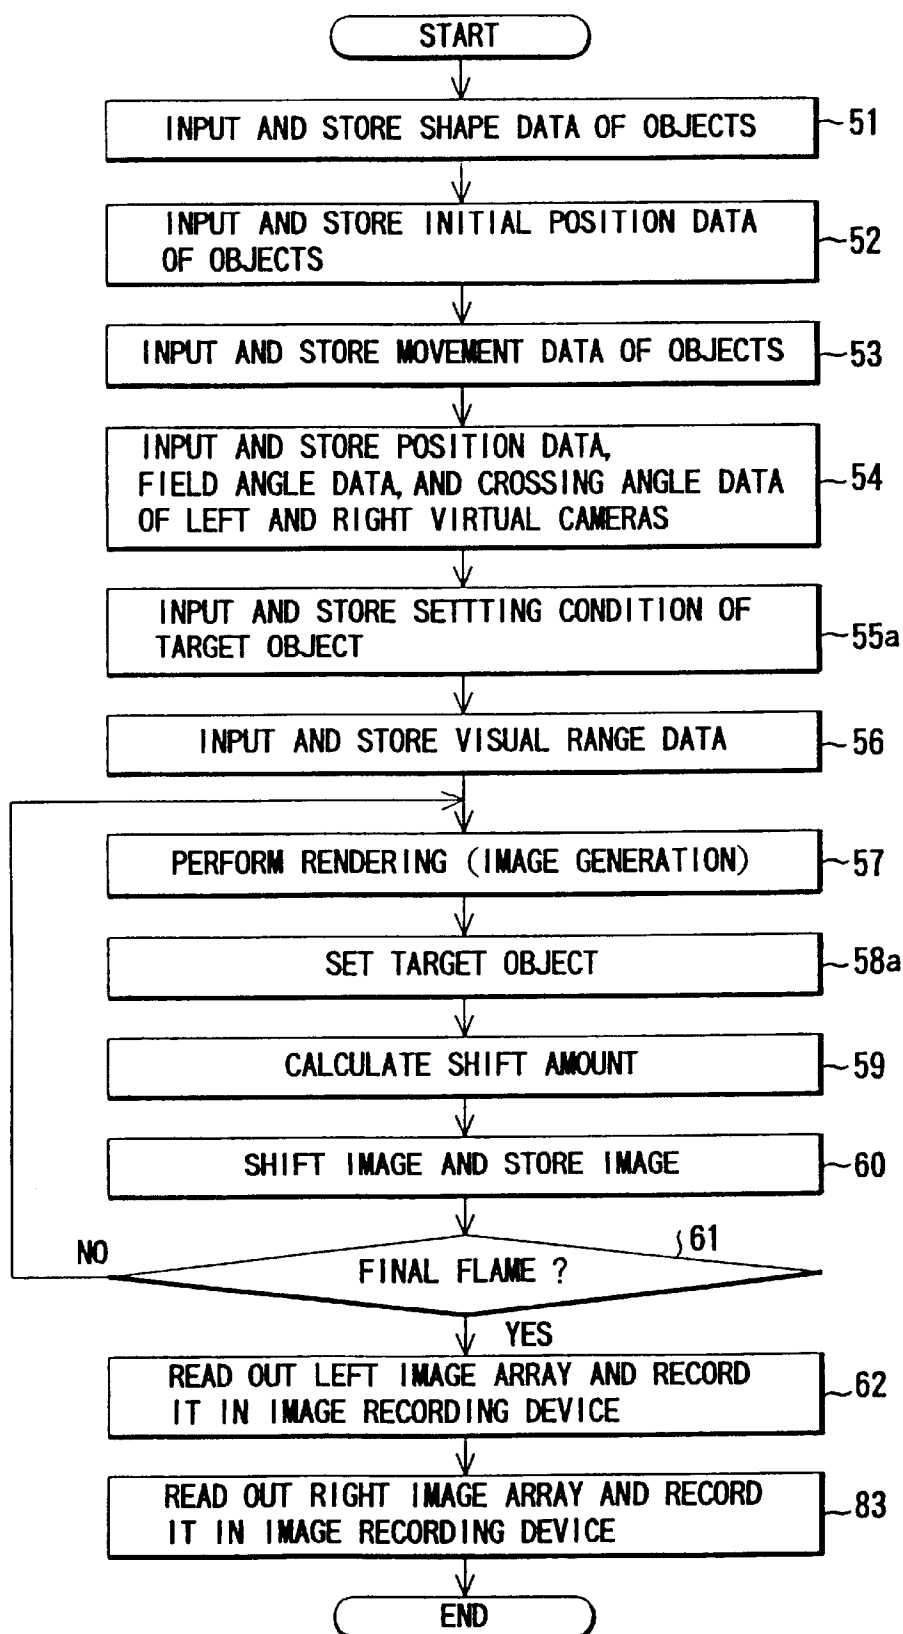 START
INPUT AND STORE SHAPE DATA OF OBJECTS
51
INPUT AND STORE INITIAL POSITION DATA
OF OBJECTS
52
INPUT AND STORE MOVEMENT DATA OF OBJECTS
53
INPUT AND STORE POSITION DATA,
FIELD ANGLE DATA, AND CROSSING ANGLE DATA
OF LEFT AND RIGHT VIRTUAL CAMERAS
54
INPUT AND STORE SETTTING CONDITION OF
TARGET OBJECT
55a
INPUT AND STORE VISUAL RANGE DATA
56
PERFORM RENDERING (IMAGE GENERATION)
57
SET TARGET OBJECT
58a
CALCULATE SHIFT AMOUNT
59
SHIFT IMAGE AND STORE IMAGE
60
NO
61
FINAL FLAME ?
YES
READ OUT LEFT IMAGE ARRAY AND RECORD
IT IN IMAGE RECORDING DEVICE
62
READ OUT RIGHT IMAGE ARRAY AND RECORD
IT IN IMAGE RECORDING DEVICE
83
END